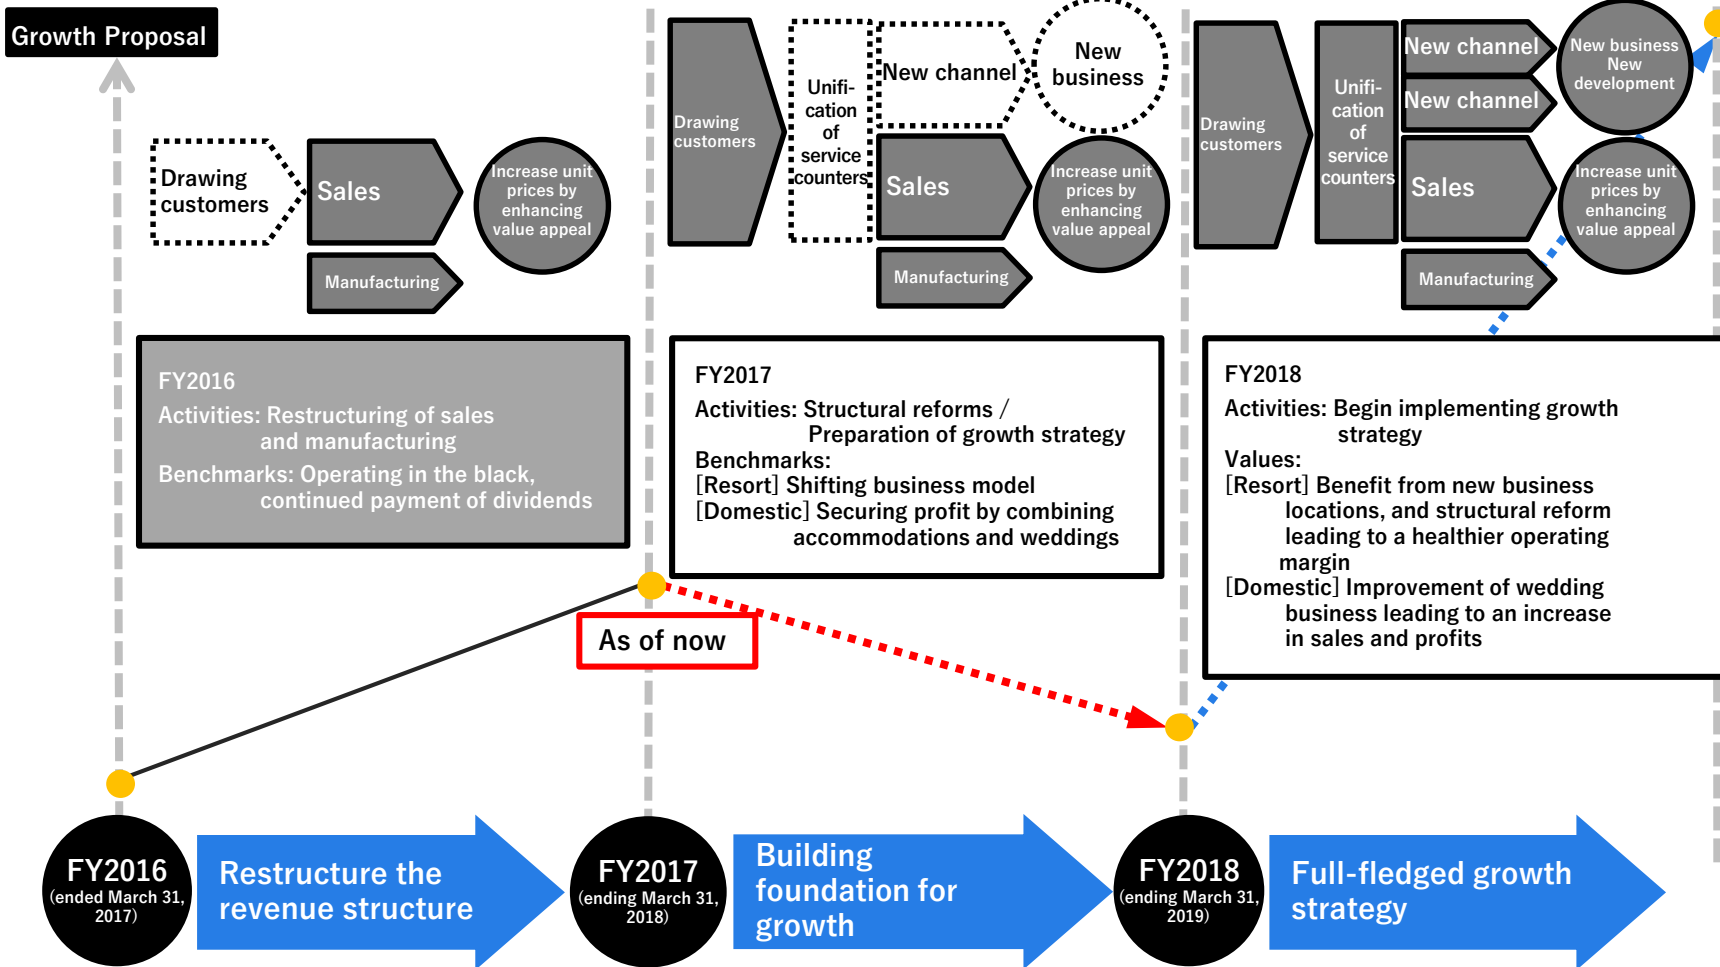 Growth Proposal
Drawing
customers
Sales
Manufacturing
Increase unit
prices by
enhancing
value appeal
Drawing
customers
Unifi-
cation
of
service
counters
New channel
New
business
Sales
Increase unit
prices by
enhancing
value appeal
Manufacturing
Drawing
customers
Unifi-
cation
of
service
counters
New channel
New channel
New business
New
development
Sales
Increase unit
prices by
enhancing
value appeal
Manufacturing
FY2016
Activities: Restructuring of sales
and manufacturing
Benchmarks: Operating in the black,
continued payment of dividends
FY2017
Activities: Structural reforms /
Preparation of growth strategy
Benchmarks:
[Resort] Shifting business model
[Domestic] Securing profit by combining
accommodations and weddings
FY2018
Activities: Begin implementing growth
strategy
Values:
[Resort] Benefit from new business
locations, and structural reform
leading to a healthier operating
margin
[Domestic] Improvement of wedding
business leading to an increase
in sales and profits
As of now
FY2016
(ended March 31,
2017)
Restructure the
revenue structure
FY2017
(ending March 31,
2018)
Building
foundation for
growth
FY2018
(ending March 31,
2019)
Full-fledged growth
strategy